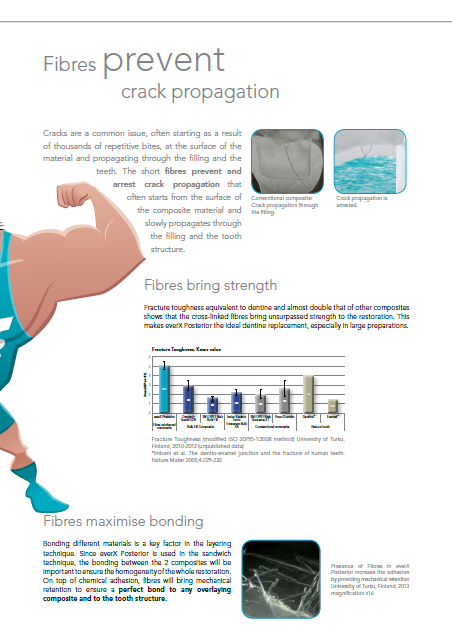 Fibres prevent
crack propagation
Cracks are a common issue, often starting as a result
of thousands of repetitive bites, at the surface of the
material and propagating through the filling and the
teeth. The short fibres prevent and
arrest crack propagation that
often starts from the surface of
the composite material and
slowly propagates through
the filling and the tooth
structure.
Conventional composite:
Crack propagation through
the filling.
Crack propagation is
arrested.
Fibres bring strength
Fracture toughness equivalent to dentine and almost double that of other composites
shows that the cross-linked fibres bring unsurpassed strength to the restoration. This
makes everX Posterior the ideal dentine replacement, especially in large preparations.
Fracture Toughness, Kmax value
everX Posterior
Bulk Fill Composite
Conventional composite
Natural tooth
Fracture Toughness (modified ISO 20795-1:2008 method) University of Turku,
Finland, 2010-2012 (unpublished data)
*Imbeni et al. The dentin-enamel junction and the fracture of human teeth.
Nature Mater 2005;4:229-232
Fibres maximise bonding
Bonding different materials is a key factor in the layering
technique. Since everX Posterior is used in the sandwich
technique, the bonding between the 2 composites will be
important to ensure the homogeneity of the whole restoration.
On top of chemical adhesion, fibres will bring mechanical
retention to ensure a perfect bond to any overlaying
composite and to the tooth structure.
Presence of Fibres in everX
Posterior increase the adhesion
by providing mechanical retention
University of Turku, Finland, 2013
magnification x16